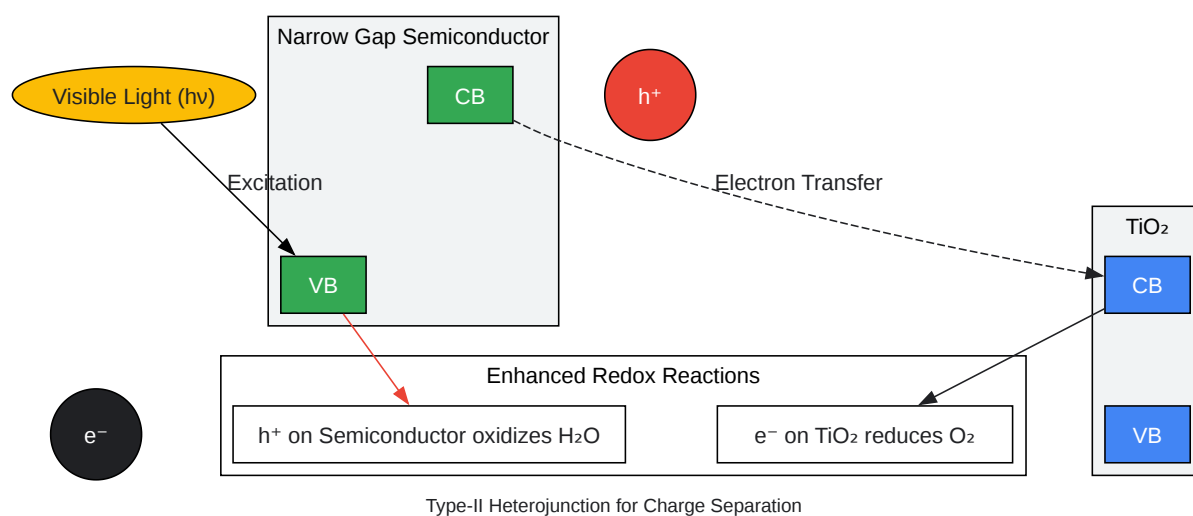 Narrow Gap Semiconductor
Visible Light (hν)
CB
h⁺
Excitation
Electron Transfer
TiO₂
VB
CB
Enhanced Redox Reactions
e⁻
h⁺ on Semiconductor oxidizes H₂O
e⁻ on TiO₂ reduces O₂
VB
Type-II Heterojunction for Charge Separation